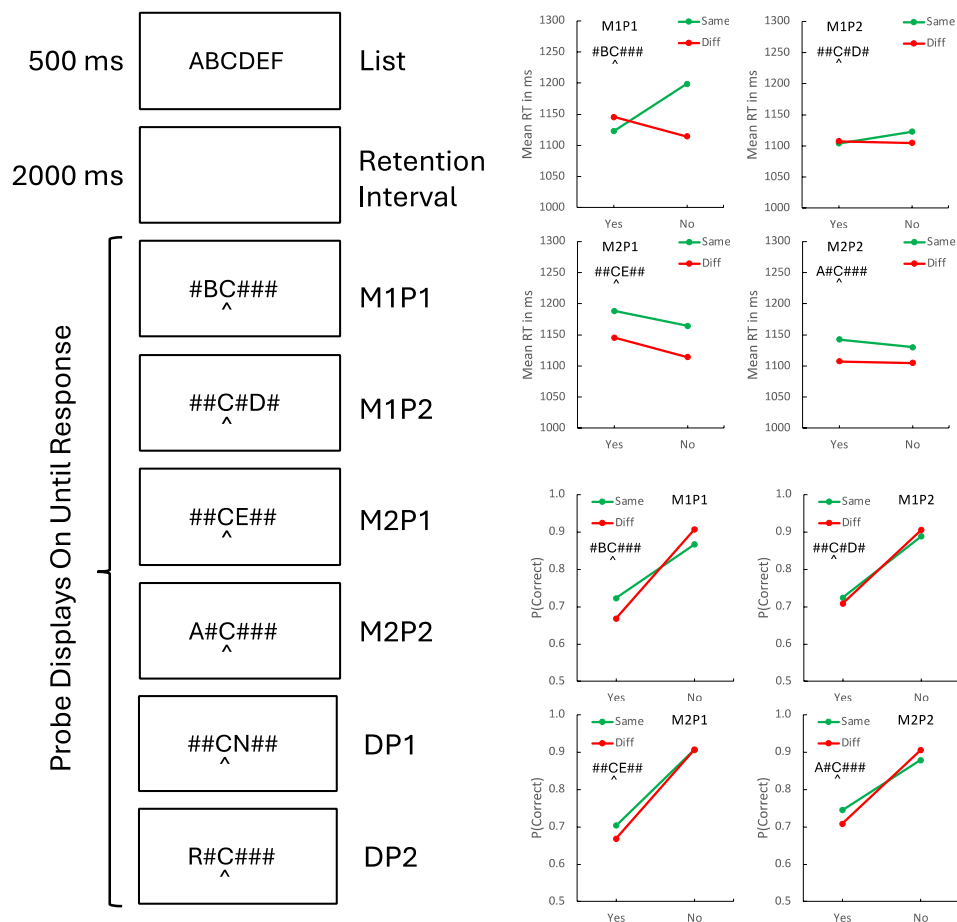 500 ms
ABCDEF
List
2000 ms
Retention
Interval
Probe Displays On Until Response
#BC###
^
M1P1
##C#D#
^
M1P2
##CE##
^
M2P1
A#C###
^
M2P2
##CN##
^
DP1
R#C###
^
DP2
Mean RT in ms
1300
1250
1200
1150
1100
1050
1000
M1P1
#BC###
^
Same
Diff
Yes
No
Mean RT in ms
1300
1250
1200
1150
1100
1050
1000
M1P2
##C#D#
^
Same
Diff
Yes
No
Mean RT in ms
1300
1250
1200
1150
1100
1050
1000
M2P1
##CE##
^
Same
Diff
Yes
No
Mean RT in ms
1300
1250
1200
1150
1100
1050
1000
M2P2
A#C###
^
Same
Diff
Yes
No
P(Correct)
1.0
0.9
0.8
0.7
0.6
0.5
Same
Diff
M1P1
#BC###
^
Yes
No
P(Correct)
1.0
0.9
0.8
0.7
0.6
0.5
Same
Diff
M1P2
##C#D#
^
Yes
No
P(Correct)
1.0
0.9
0.8
0.7
0.6
0.5
Same
Diff
M2P1
##CE##
^
Yes
No
P(Correct)
1.0
0.9
0.8
0.7
0.6
0.5
Same
Diff
M2P2
A#C###
^
Yes
No